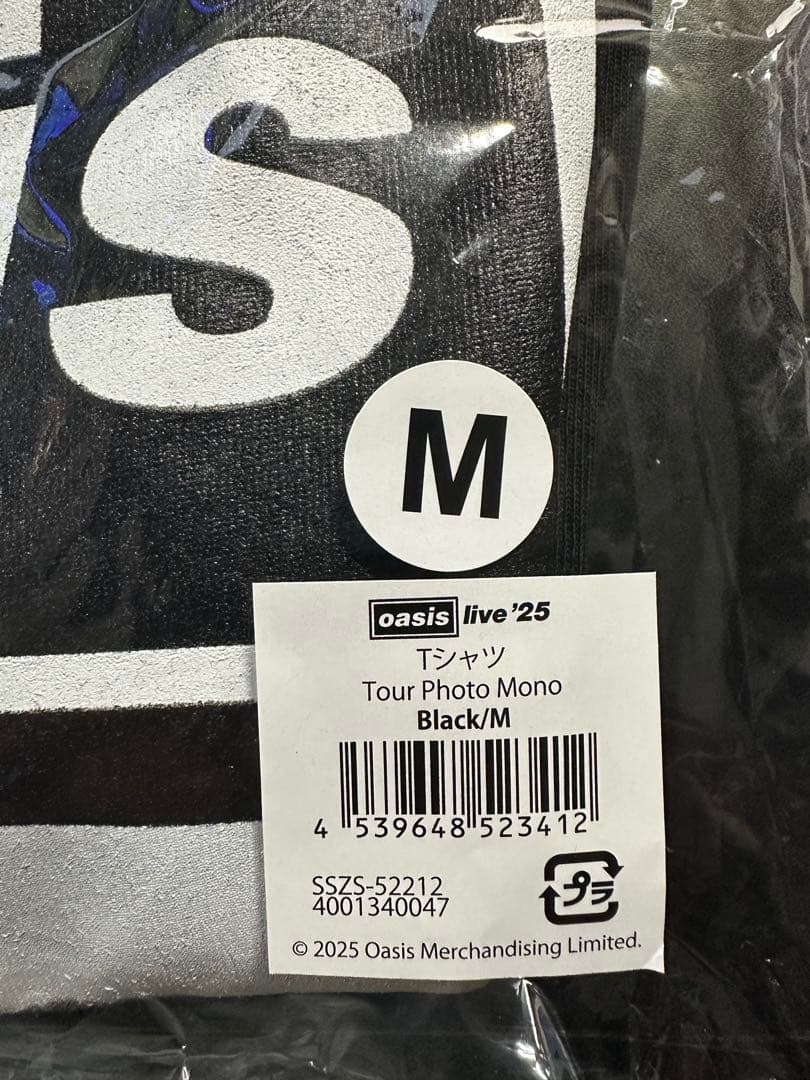 S
M
oasis live '25
Tシャツ
Tour Photo Mono
Black/M
4 539648 523412
SSZS-52212
4001340047
プラ
© 2025 Oasis Merchandising Limited.